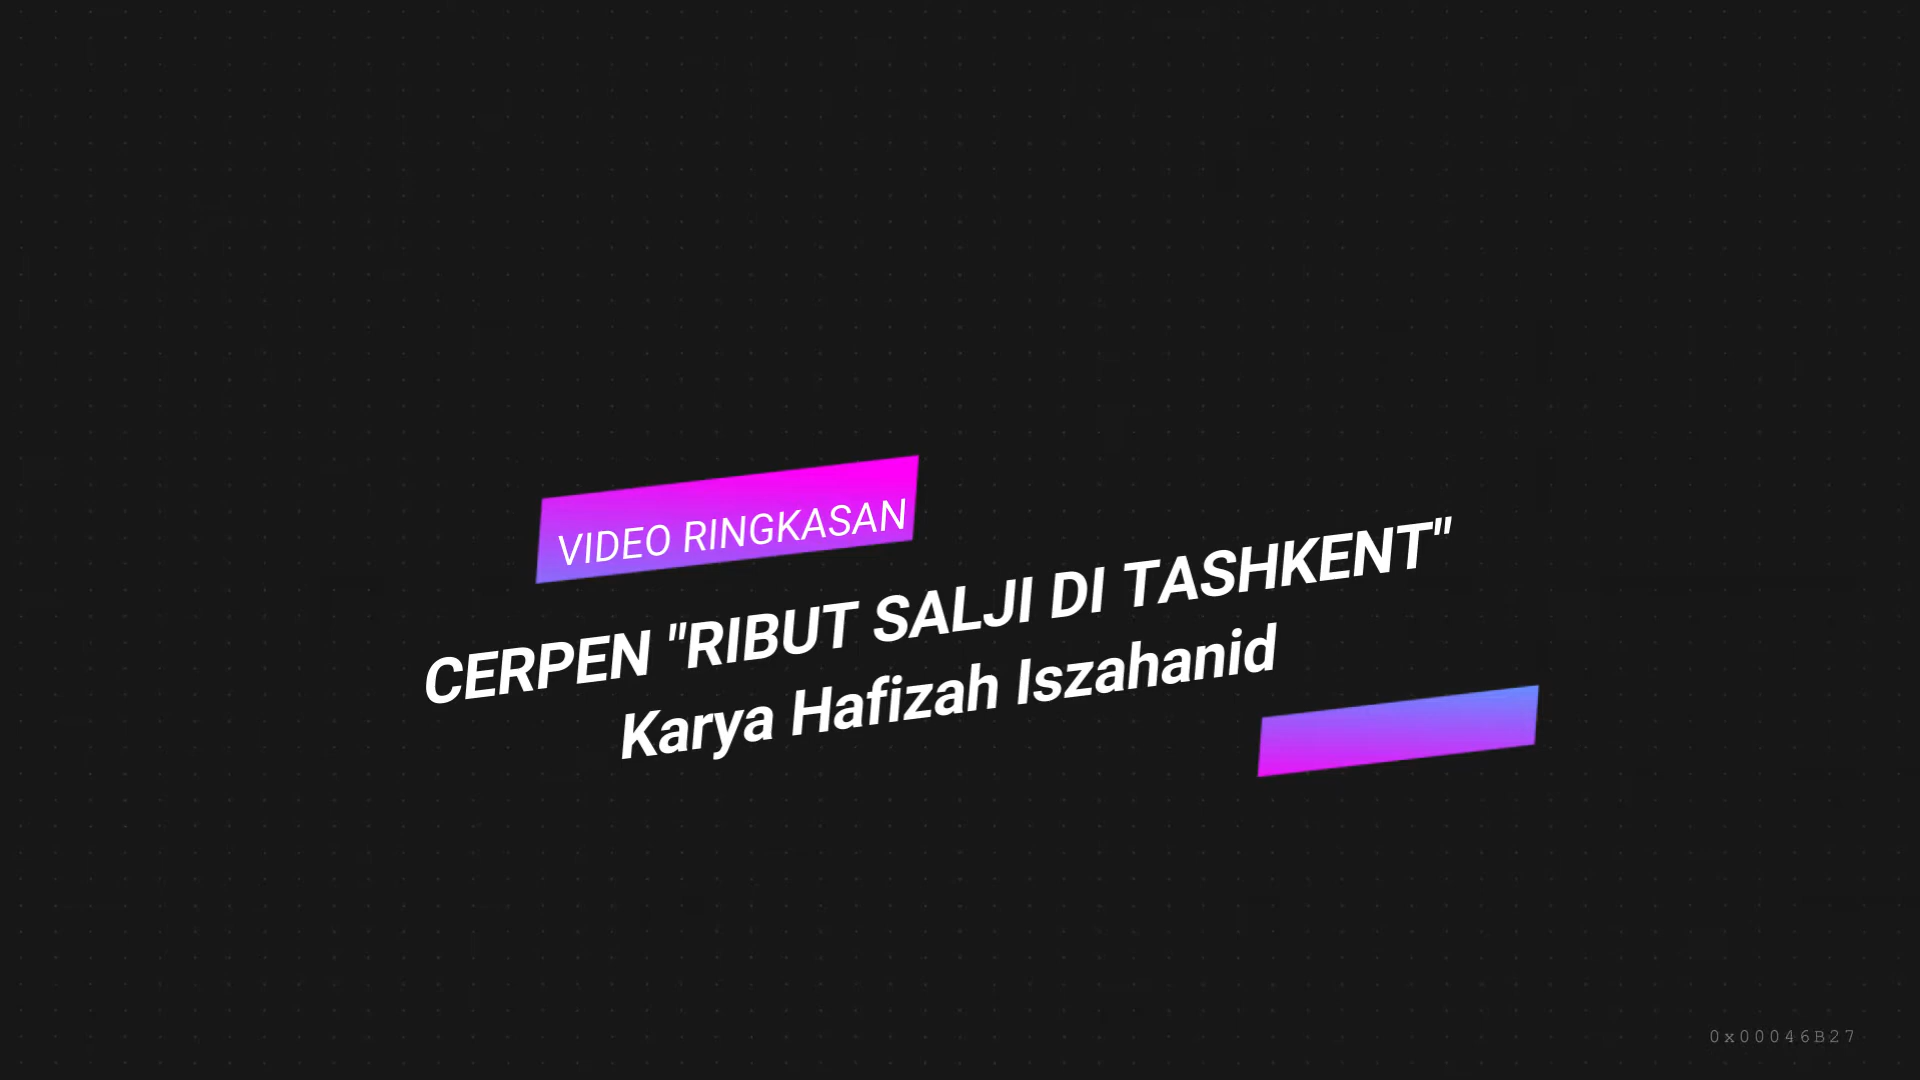 VIDEO RINGKASAN
CERPEN "RIBUT SALJI DI TASHKENT"
Karya Hafizah Iszahanid
0x00046B27